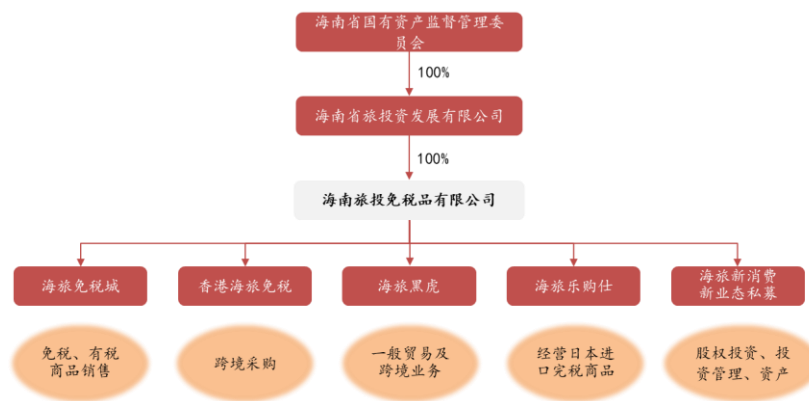 海南省国有资产监督管理委
员会
100%
海南省旅投资发展有限公司
100%
海南旅投免税品有限公司
海旅免税城
香港海旅免税
海旅黑虎
海旅乐购仕
海旅新消费
新业态私募
免税、有税
商品销售
跨境采购
一般贸易及
跨境业务
经营日本进
口完税商品
股权投资、投
资管理、资产